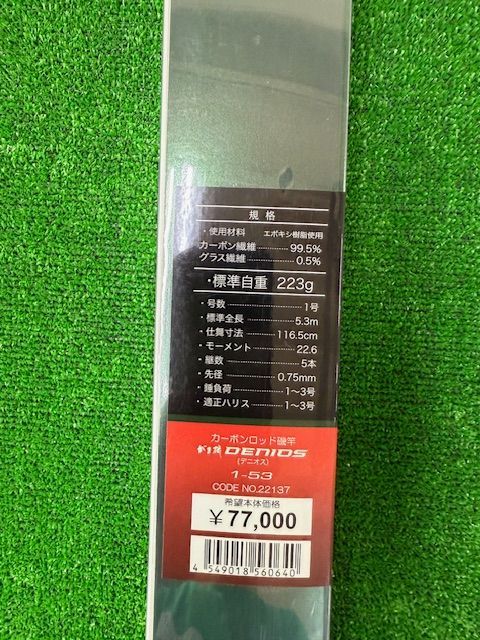 規格
・使用材料 エポキシ樹脂使用
カーボン繊維 99.5%
グラス繊維 0.5%
・標準自重 223g
・号数 1号
・標準全長 5.3m
・仕舞寸法 116.5cm
・モーメント 22.6
・継数 5本
・先径 0.75mm
・錘負荷 1〜3号
・適正ハリス 1〜3号
カーボンロッド磯竿
がま磯 DENIOS
(デニオス)
1-53
CODE NO.22137
希望本体価格
¥77,000
4 549018 560640